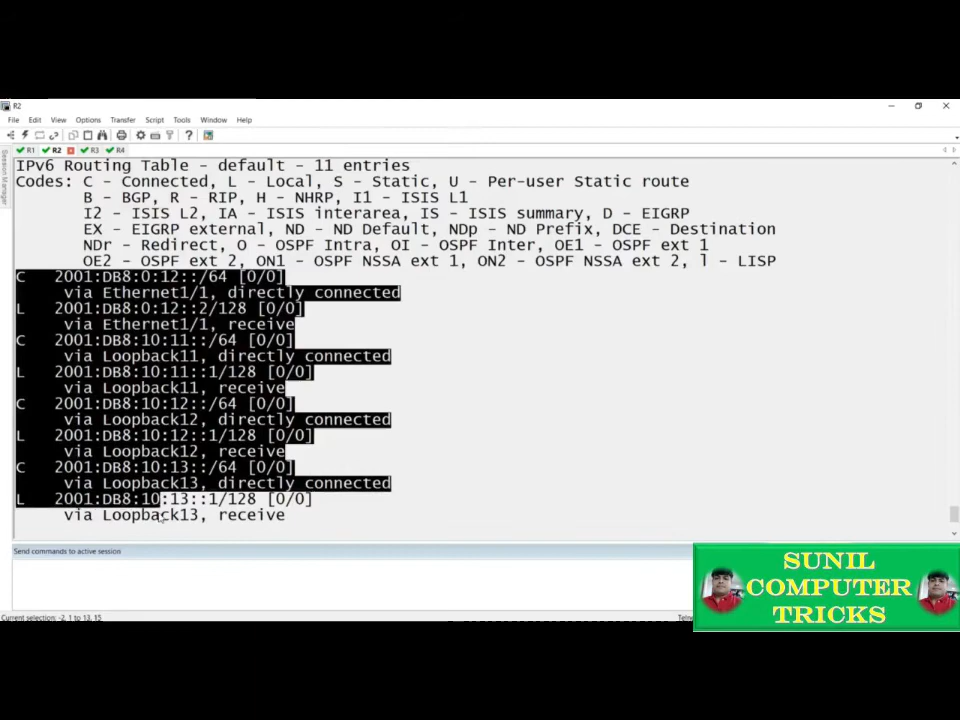 R2
File Edit View Options Transfer Script Tools Window Help
R1 R2 R3 R4
Session Manager
IPv6 Routing Table - default - 11 entries
Codes: C - Connected, L - Local, S - Static, U - Per-user Static route
B - BGP, R - RIP, H - NHRP, I1 - ISIS L1
I2 - ISIS L2, IA - ISIS interarea, IS - ISIS summary, D - EIGRP
EX - EIGRP external, ND - ND Default, NDp - ND Prefix, DCE - Destination
NDr - Redirect, O - OSPF Intra, OI - OSPF Inter, OE1 - OSPF ext 1
OE2 - OSPF ext 2, ON1 - OSPF NSSA ext 1, ON2 - OSPF NSSA ext 2, l - LISP
C 2001:DB8:0:12::/64 [0/0]
via Ethernet1/1, directly connected
L 2001:DB8:0:12::2/128 [0/0]
via Ethernet1/1, receive
C 2001:DB8:10:11::/64 [0/0]
via Loopback11, directly connected
L 2001:DB8:10:11::1/128 [0/0]
via Loopback11, receive
C 2001:DB8:10:12::/64 [0/0]
via Loopback12, directly connected
L 2001:DB8:10:12::1/128 [0/0]
via Loopback12, receive
C 2001:DB8:10:13::/64 [0/0]
via Loopback13, directly connected
L 2001:DB8:10:13::1/128 [0/0]
via Loopback13, receive
Send commands to active session
Current selection: -2, 1 to 13, 15
SUNIL
COMPUTER
TRICKS